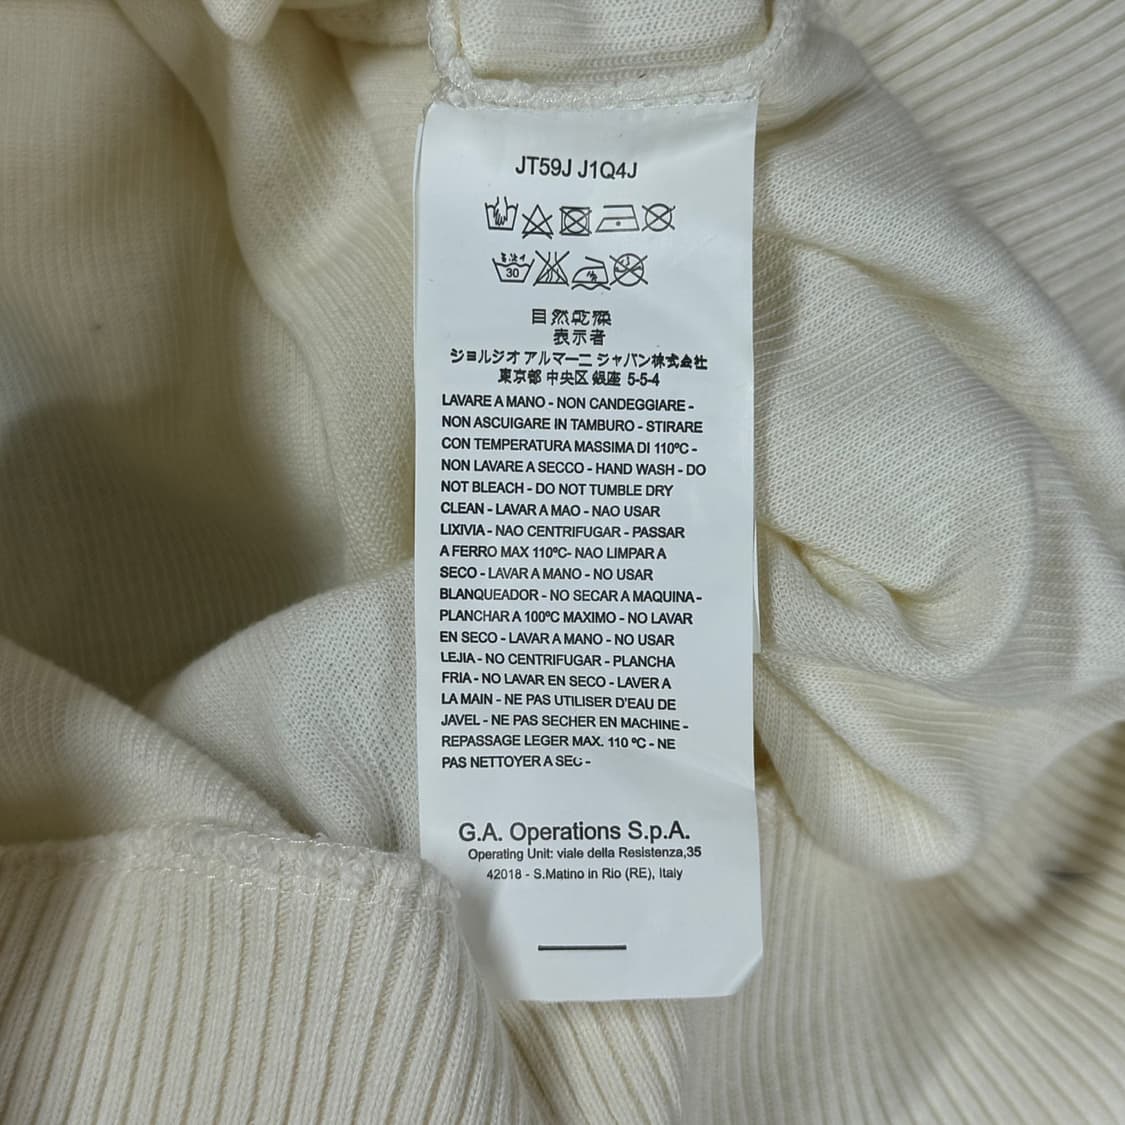 JT59J J1Q4J
30
自然乾燥
表示者
ジョルジオ アルマーニ ジャパン株式会社
東京都 中央区 銀座 5-5-4
LAVARE A MANO - NON CANDEGGIARE -
NON ASCUIGARE IN TAMBURO - STIRARE
CON TEMPERATURA MASSIMA DI 110ºC -
NON LAVARE A SECCO - HAND WASH - DO
NOT BLEACH - DO NOT TUMBLE DRY
CLEAN - LAVAR A MAO - NAO USAR
LIXIVIA - NAO CENTRIFUGAR - PASSAR
A FERRO MAX 110ºC- NAO LIMPAR A
SECO - LAVAR A MANO - NO USAR
BLANQUEADOR - NO SECAR A MAQUINA -
PLANCHAR A 100ºC MAXIMO - NO LAVAR
EN SECO - LAVAR A MANO - NO USAR
LEJIA - NO CENTRIFUGAR - PLANCHA
FRIA - NO LAVAR EN SECO - LAVER A
LA MAIN - NE PAS UTILISER D'EAU DE
JAVEL - NE PAS SECHER EN MACHINE -
REPASSAGE LEGER MAX. 110 ºC - NE
PAS NETTOYER A SEC -
G.A. Operations S.p.A.
Operating Unit: viale della Resistenza,35
42018 - S.Matino in Rio (RE), Italy